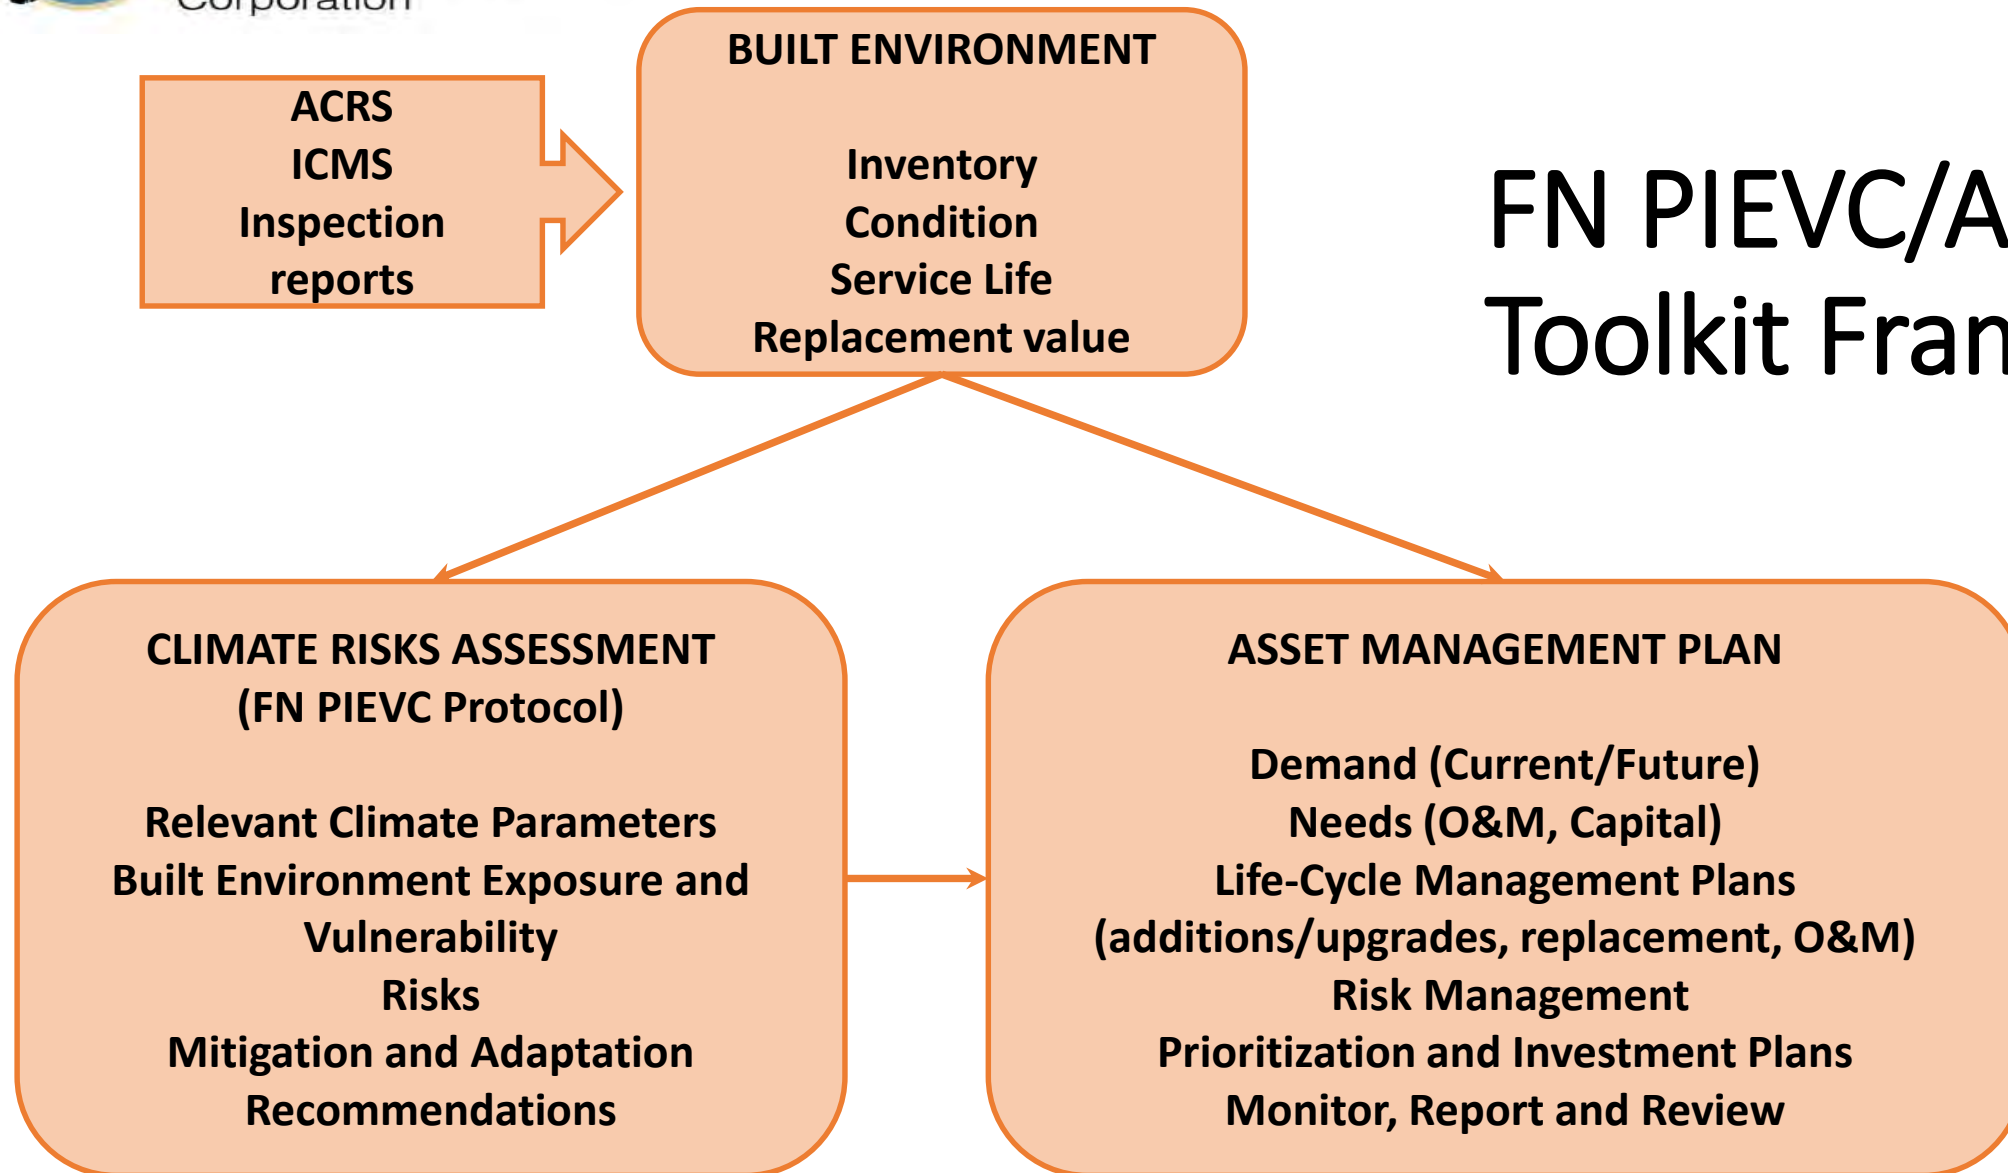 Corporation
BUILT ENVIRONMENT
Inventory
Condition
Service Life
Replacement value
ACRS
ICMS
Inspection
reports
FN PIEVC/A
Toolkit Fram
CLIMATE RISKS ASSESSMENT
(FN PIEVC Protocol)
Relevant Climate Parameters
Built Environment Exposure and
Vulnerability
Risks
Mitigation and Adaptation
Recommendations
ASSET MANAGEMENT PLAN
Demand (Current/Future)
Needs (O&M, Capital)
Life-Cycle Management Plans
(additions/upgrades, replacement, O&M)
Risk Management
Prioritization and Investment Plans
Monitor, Report and Review